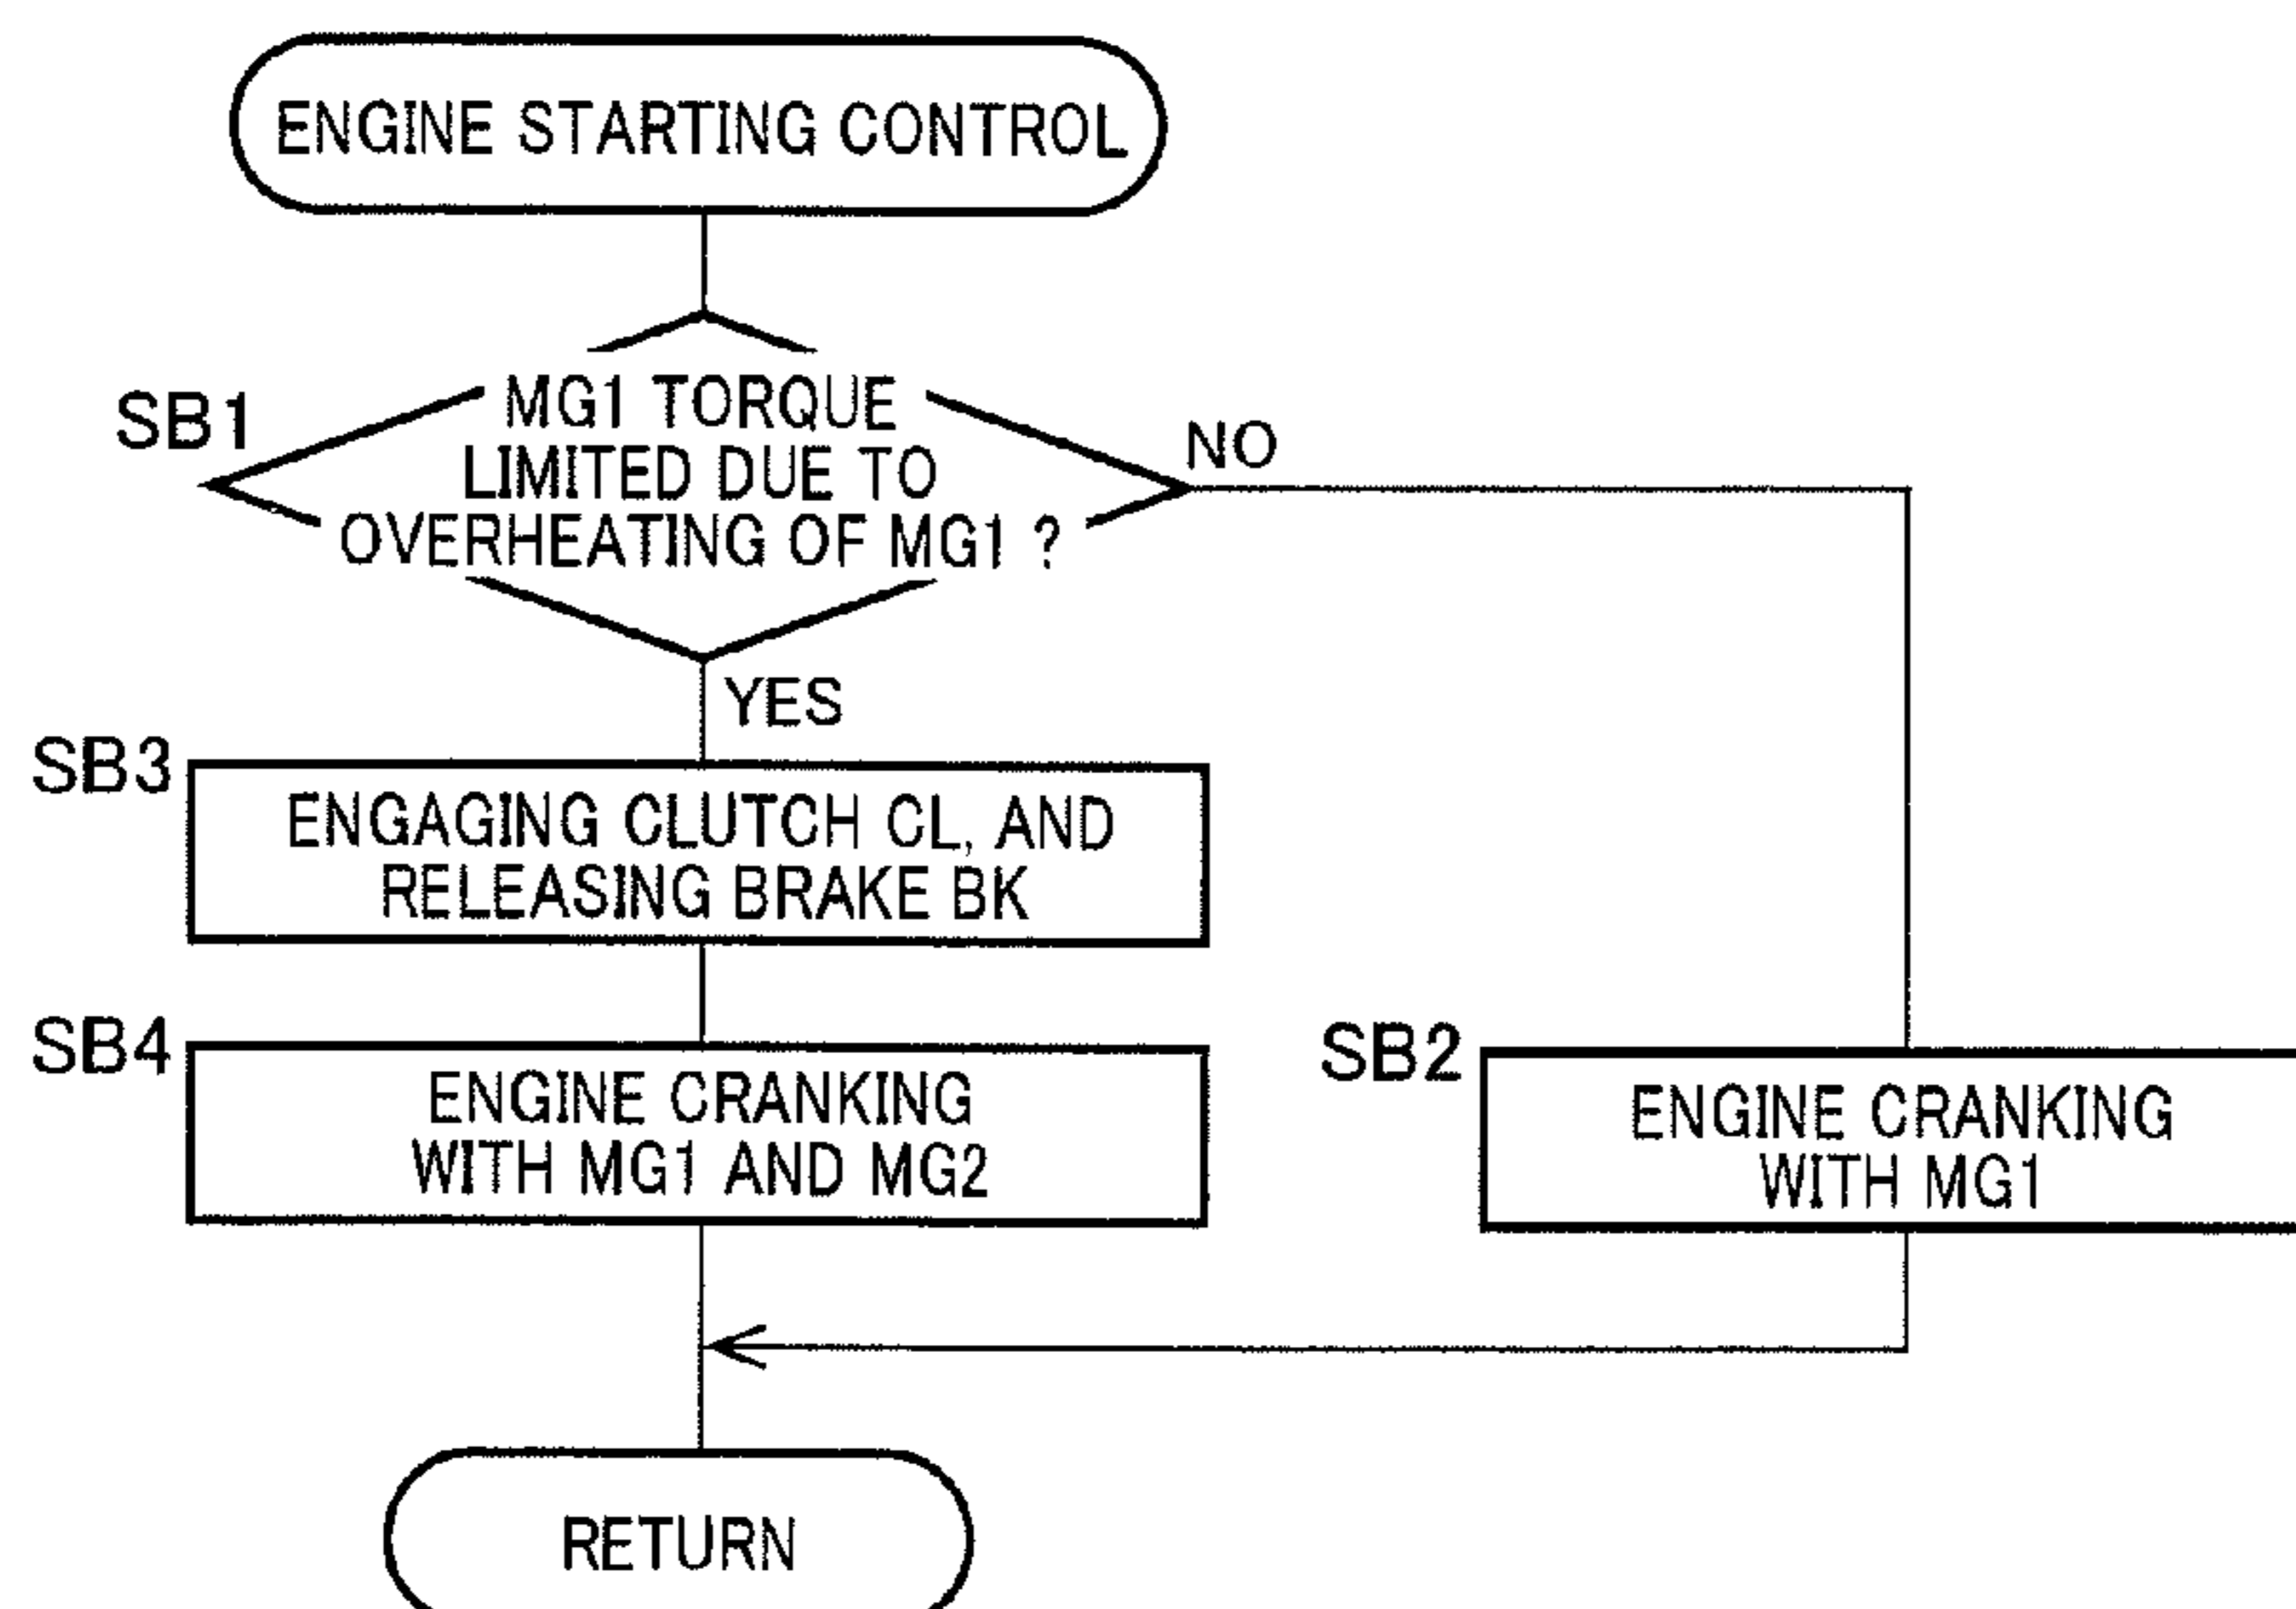 ENGINE STARTING CONTROL
SB1
MG1 TORQUE
LIMITED DUE TO
OVERHEATING OF MG1 ?
NO
YES
SB3
ENGAGING CLUTCH CL, AND
RELEASING BRAKE BK
SB4
ENGINE CRANKING
WITH MG1 AND MG2
SB2
ENGINE CRANKING
WITH MG1
RETURN